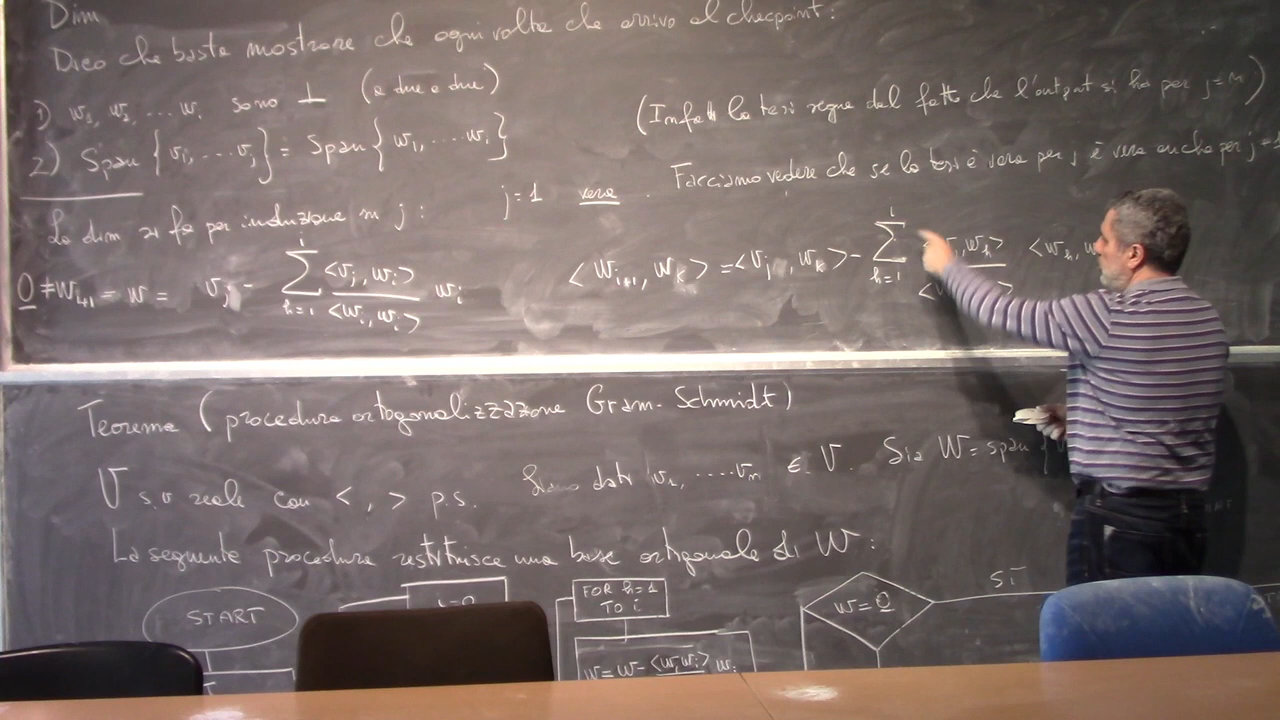 Dim
Dico che basta mostrare che ogni volta che arrivo al checpoint:
1) w₁, w₂, ... wᵢ sono ⊥ (a due a due)
(Infatti la tesi segue dal fatto che l'output si ha per j=n)
2) Span {v₁, ... vⱼ} = Span {w₁, ... wᵢ}
Facciamo vedere che se la tesi è vera per j è vera anche per j=1
La dim si fa per induzione su j : j=1 vera
0 ≠ wᵢ₊₁ = w = vⱼ - ∑ₕ₌₁ⁱ <vⱼ, wᵢ> / <wᵢ, wᵢ> wᵢ
<wᵢ₊₁, wₖ> = <vⱼ, wₖ> - ∑ₕ₌₁ⁱ , wₕ> <wₕ, w
Teorema (procedura ortogonalizzazione Gram-Schmidt)
V s.v reale con < , > p.s. Siano dati v₁, .... vₙ ∈ V. Sia W = span {
La seguente procedura restituisce una base ortogonale di W :
START
i=0
FOR h=1
TO i
w = w - <w, wᵢ> wᵢ
w = 0
SI